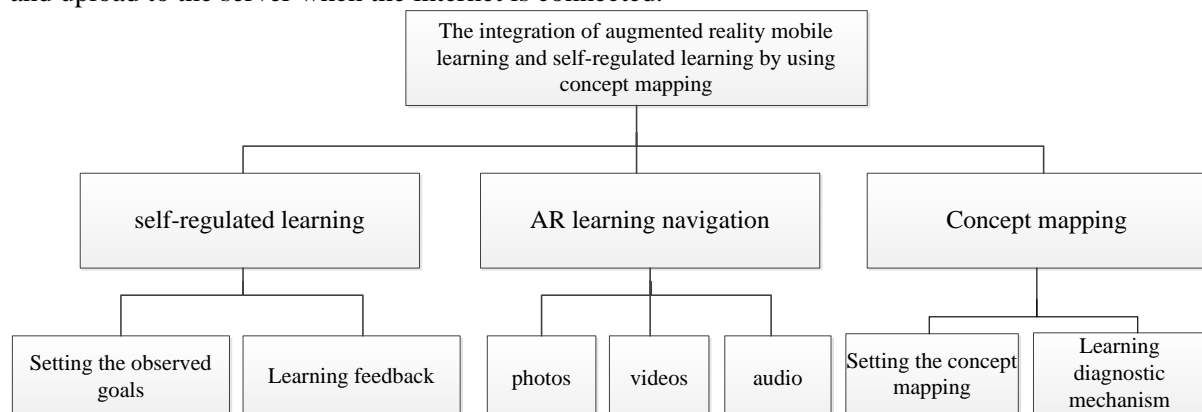 and upload to the server when the internet is connected.
The integration of augmented reality mobile
learning and self-regulated learning by using
concept mapping
self-regulated learning
AR learning navigation
Concept mapping
Setting the observed
goals
Learning feedback
photos
videos
audio
Setting the concept
mapping
Learning
diagnostic
mechanism